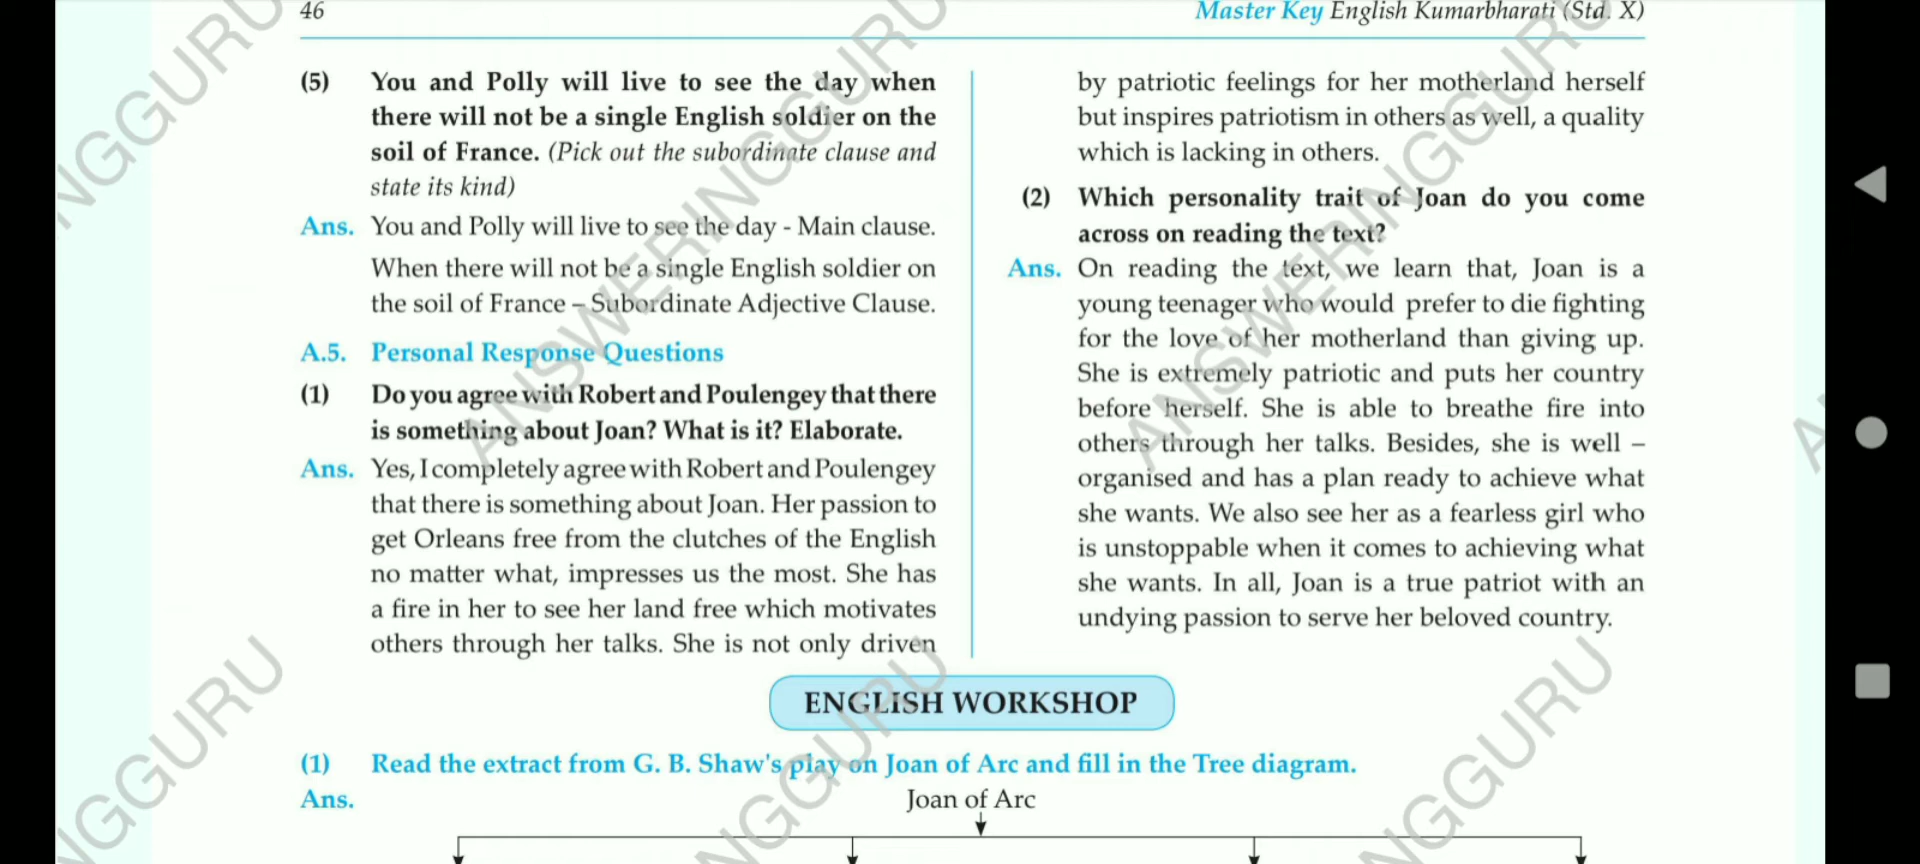 46
Master Key English Kumarbharati (Std. X)
(5) You and Polly will live to see the day when
there will not be a single English soldier on the
soil of France. (Pick out the subordinate clause and
state its kind)
Ans. You and Polly will live to see the day - Main clause.
When there will not be a single English soldier on
the soil of France – Subordinate Adjective Clause.
A.5. Personal Response Questions
(1) Do you agree with Robert and Poulengey that there
is something about Joan? What is it? Elaborate.
Ans. Yes, I completely agree with Robert and Poulengey
that there is something about Joan. Her passion to
get Orleans free from the clutches of the English
no matter what, impresses us the most. She has
a fire in her to see her land free which motivates
others through her talks. She is not only driven
by patriotic feelings for her motherland herself
but inspires patriotism in others as well, a quality
which is lacking in others.
(2) Which personality trait of Joan do you come
across on reading the text?
Ans. On reading the text, we learn that, Joan is a
young teenager who would prefer to die fighting
for the love of her motherland than giving up.
She is extremely patriotic and puts her country
before herself. She is able to breathe fire into
others through her talks. Besides, she is well –
organised and has a plan ready to achieve what
she wants. We also see her as a fearless girl who
is unstoppable when it comes to achieving what
she wants. In all, Joan is a true patriot with an
undying passion to serve her beloved country.
ENGLISH WORKSHOP
(1) Read the extract from G. B. Shaw's play on Joan of Arc and fill in the Tree diagram.
Ans.
Joan of Arc
ANSWERINGGURU
ANSWERINGGURU
NGGURU
NGGURU
NGGURU
NGGURU
A